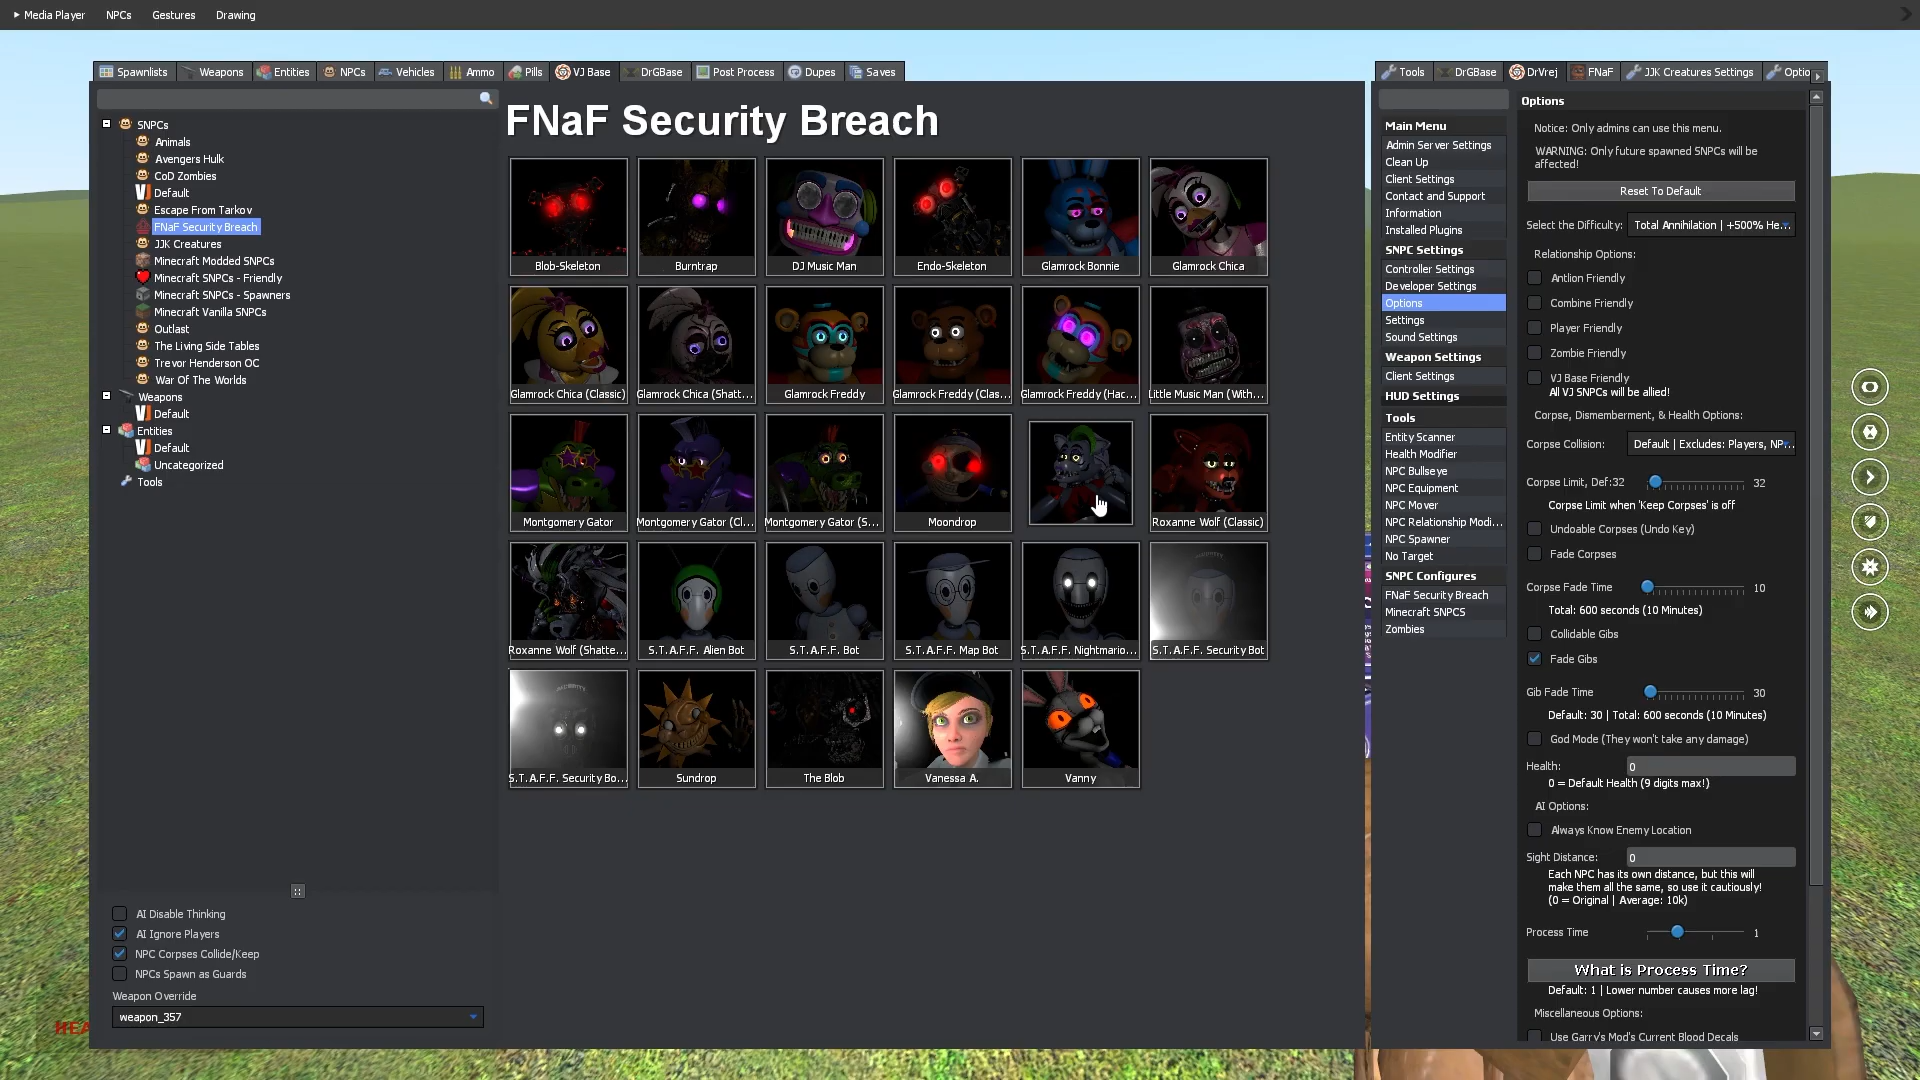 Media Player
NPCs
Gestures
Drawing
Spawnlists
Weapons
Entities
NPCs
Vehicles
Ammo
Pills
VJ Base
DrGBase
Post Process
Dupes
Saves
SNPCs
Animals
Avengers Hulk
CoD Zombies
Default
Escape From Tarkov
FNaF Security Breach
JJK Creatures
Minecraft Modded SNPCs
Minecraft SNPCs - Friendly
Minecraft SNPCs - Spawners
Minecraft Vanilla SNPCs
Outlast
The Living Side Tables
Trevor Henderson OC
War Of The Worlds
Weapons
Default
Entities
Default
Uncategorized
Tools
AI Disable Thinking
AI Ignore Players
NPC Corpses Collide/Keep
NPCs Spawn as Guards
Weapon Override
weapon_357
HEA
FNaF Security Breach
Blob-Skeleton
Burntrap
DJ Music Man
Endo-Skeleton
Glamrock Bonnie
Glamrock Chica
Glamrock Chica (Classic)
Glamrock Chica (Shatt...
Glamrock Freddy
Glamrock Freddy (Clas...
Glamrock Freddy (Hac...
Little Music Man (With...
Montgomery Gator
Montgomery Gator (Cl...
Montgomery Gator (S...
Moondrop
Roxanne Wolf (Classic)
Roxanne Wolf (Shatte...
S.T.A.F.F. Alien Bot
S.T.A.F.F. Bot
S.T.A.F.F. Map Bot
S.T.A.F.F. Nightmario...
S.T.A.F.F. Security Bot
S.T.A.F.F. Security Bo...
Sundrop
The Blob
Vanessa A.
Vanny
Tools
DrGBase
DrVrej
FNaF
JJK Creatures Settings
Optio
Main Menu
Admin Server Settings
Clean Up
Client Settings
Contact and Support
Information
Installed Plugins
SNPC Settings
Controller Settings
Developer Settings
Options
Settings
Sound Settings
Weapon Settings
Client Settings
HUD Settings
Tools
Entity Scanner
Health Modifier
NPC Bullseye
NPC Equipment
NPC Mover
NPC Relationship Modi...
NPC Spawner
No Target
SNPC Configures
FNaF Security Breach
Minecraft SNPCS
Zombies
Options
Notice: Only admins can use this menu.
WARNING: Only future spawned SNPCs will be
affected!
Reset To Default
Select the Difficulty: Total Annihilation | +500% He...
Relationship Options:
Antlion Friendly
Combine Friendly
Player Friendly
Zombie Friendly
VJ Base Friendly
All VJ SNPCs will be allied!
Corpse, Dismemberment, & Health Options:
Corpse Collision: Default | Excludes: Players, NP...
Corpse Limit, Def:32 32
Corpse Limit when 'Keep Corpses' is off
Undoable Corpses (Undo Key)
Fade Corpses
Corpse Fade Time 10
Total: 600 seconds (10 Minutes)
Collidable Gibs
Fade Gibs
Gib Fade Time 30
Default: 30 | Total: 600 seconds (10 Minutes)
God Mode (They won't take any damage)
Health: 0
0 = Default Health (9 digits max!)
AI Options:
Always Know Enemy Location
Sight Distance: 0
Each NPC has its own distance, but this will
make them all the same, so use it cautiously!
(0 = Original | Average: 10k)
Process Time 1
What is Process Time?
Default: 1 | Lower number causes more lag!
Miscellaneous Options:
Use Garry's Mod's Current Blood Decals